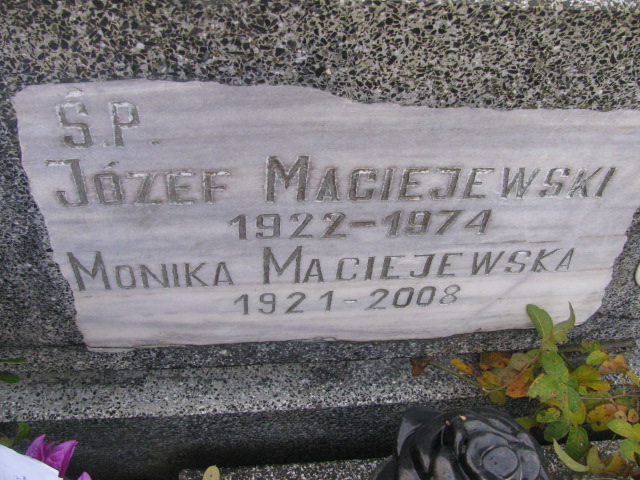 Ś.P.
Józef Maciejewski
1922-1974
Monika Maciejewska
1921-2008